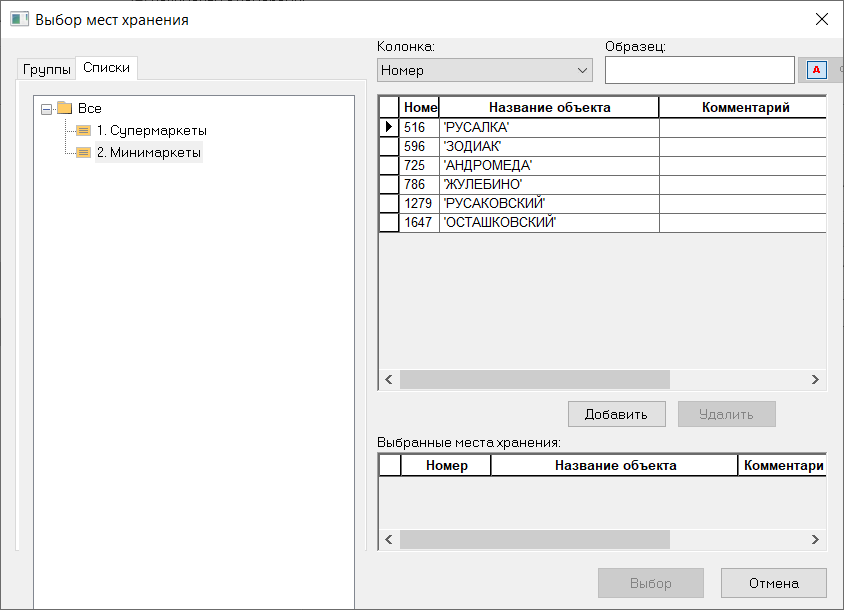 Выбор мест хранения
Колонка:
Образец:
Группы
Списки
Номер
A
Все
1. Супермаркеты
2. Минимаркеты
Номе Название объекта Комментарий
516 'РУСАЛКА'
596 'ЗОДИАК'
725 'АНДРОМЕДА'
786 'ЖУЛЕБИНО'
1279 'РУСАКОВСКИЙ'
1647 'ОСТАШКОВСКИЙ'
Добавить Удалить
Выбранные места хранения:
Номер Название объекта Комментари
Выбор Отмена